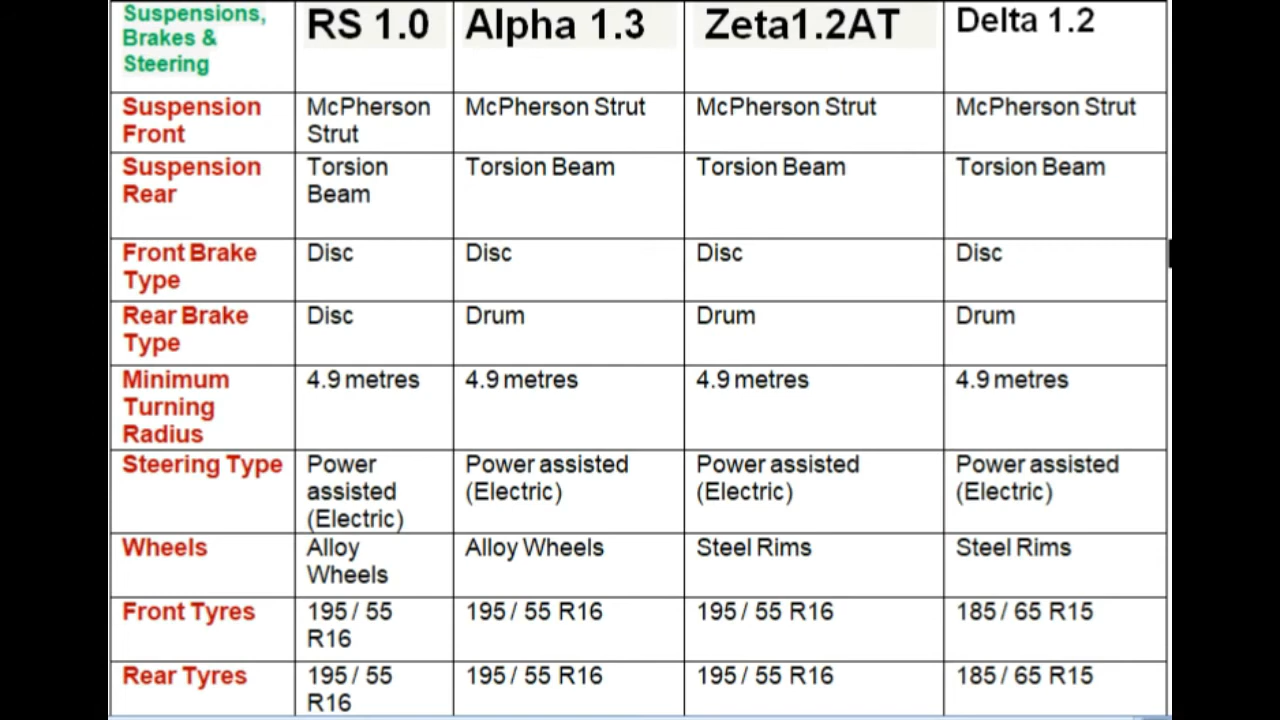 Suspensions, Brakes & Steering RS 1.0 Alpha 1.3 Zeta1.2AT Delta 1.2
Suspension Front McPherson Strut McPherson Strut McPherson Strut McPherson Strut
Suspension Rear Torsion Beam Torsion Beam Torsion Beam Torsion Beam
Front Brake Type Disc Disc Disc Disc
Rear Brake Type Disc Drum Drum Drum
Minimum Turning Radius 4.9 metres 4.9 metres 4.9 metres 4.9 metres
Steering Type Power assisted (Electric) Power assisted (Electric) Power assisted (Electric) Power assisted (Electric)
Wheels Alloy Wheels Alloy Wheels Steel Rims Steel Rims
Front Tyres 195 / 55 R16 195 / 55 R16 195 / 55 R16 185 / 65 R15
Rear Tyres 195 / 55 R16 195 / 55 R16 195 / 55 R16 185 / 65 R15